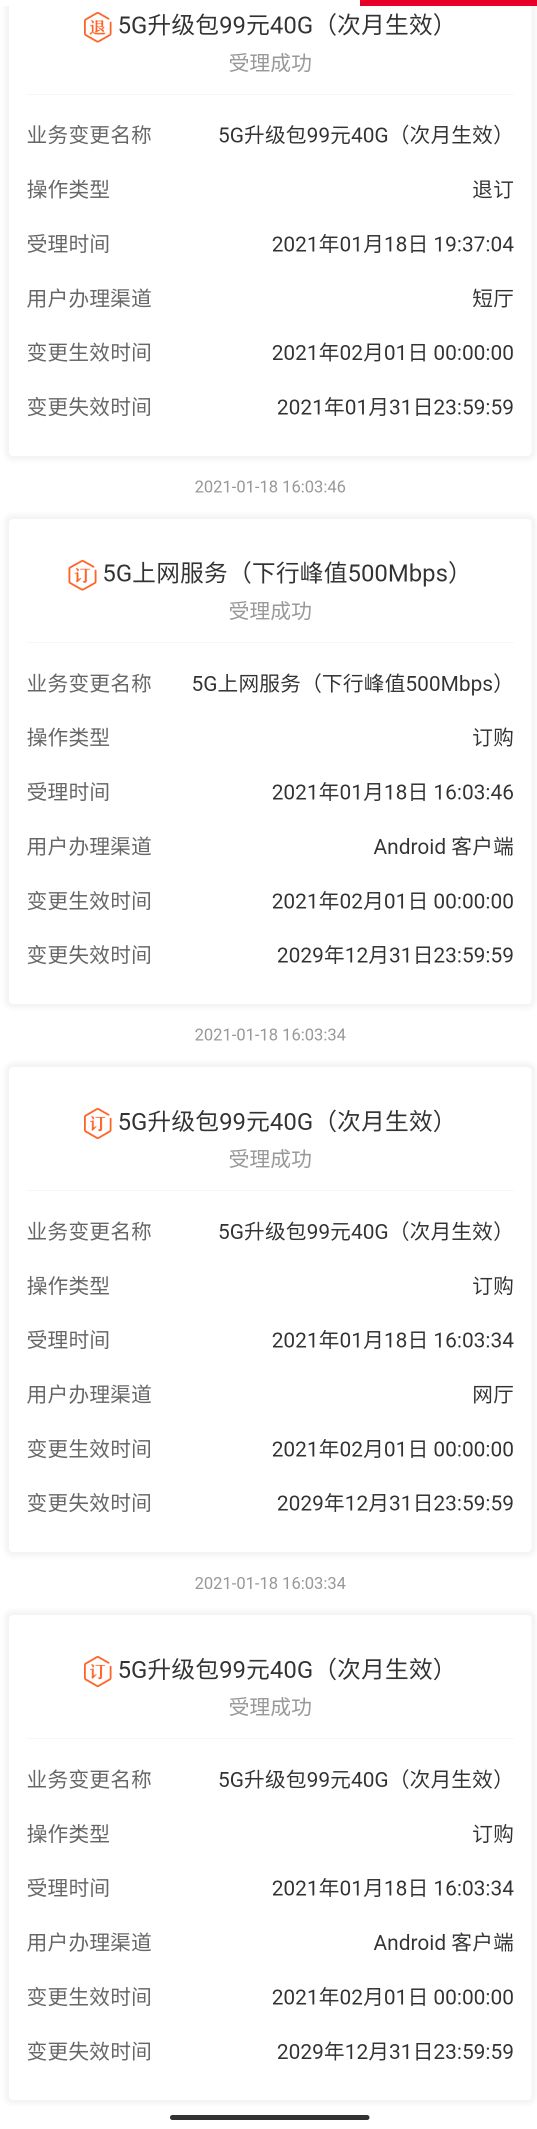 退 5G升级包99元40G（次月生效）
受理成功
业务变更名称 5G升级包99元40G（次月生效）
操作类型 退订
受理时间 2021年01月18日 19:37:04
用户办理渠道 短厅
变更生效时间 2021年02月01日 00:00:00
变更失效时间 2021年01月31日23:59:59
2021-01-18 16:03:46
订 5G上网服务（下行峰值500Mbps）
受理成功
业务变更名称 5G上网服务（下行峰值500Mbps）
操作类型 订购
受理时间 2021年01月18日 16:03:46
用户办理渠道 Android 客户端
变更生效时间 2021年02月01日 00:00:00
变更失效时间 2029年12月31日23:59:59
2021-01-18 16:03:34
订 5G升级包99元40G（次月生效）
受理成功
业务变更名称 5G升级包99元40G（次月生效）
操作类型 订购
受理时间 2021年01月18日 16:03:34
用户办理渠道 网厅
变更生效时间 2021年02月01日 00:00:00
变更失效时间 2029年12月31日23:59:59
2021-01-18 16:03:34
订 5G升级包99元40G（次月生效）
受理成功
业务变更名称 5G升级包99元40G（次月生效）
操作类型 订购
受理时间 2021年01月18日 16:03:34
用户办理渠道 Android 客户端
变更生效时间 2021年02月01日 00:00:00
变更失效时间 2029年12月31日23:59:59